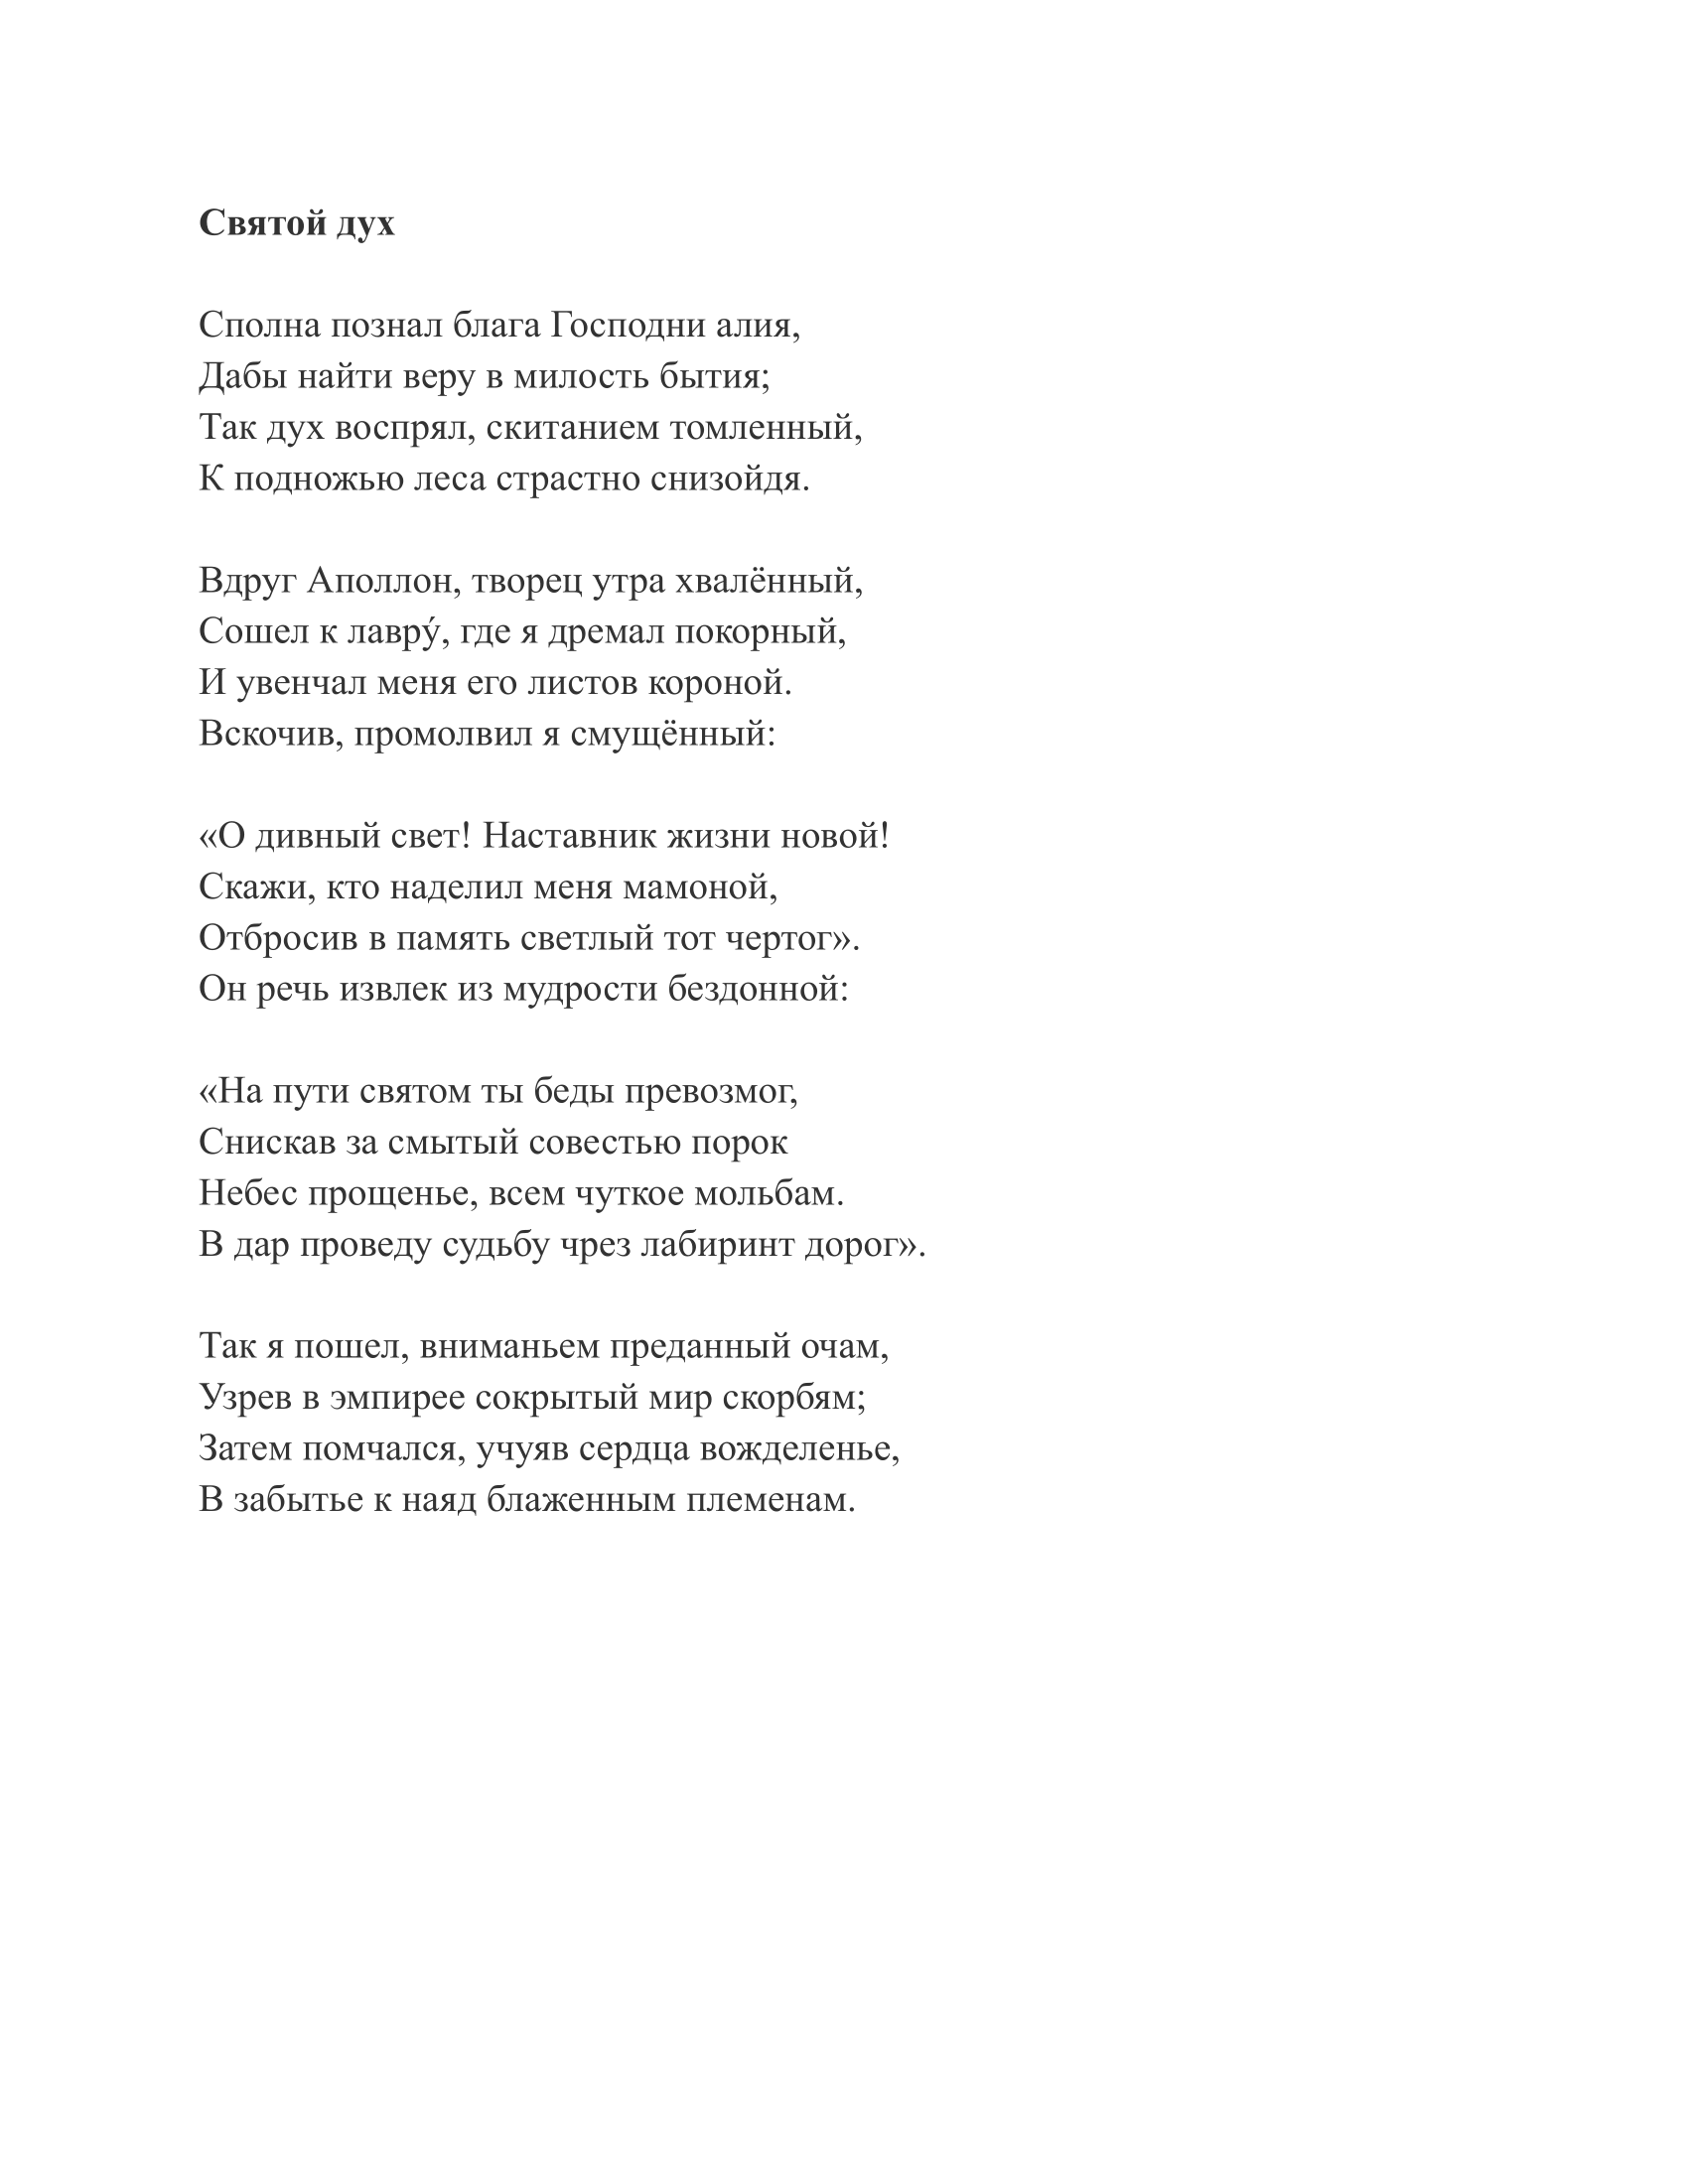 Святой дух
Сполна познал блага Господни алия,
Дабы найти веру в милость бытия;
Так дух воспрял, скитанием томленный,
К подножью леса страстно снизойдя.
Вдруг Аполлон, творец утра хвалённый,
Сошел к лавру́, где я дремал покорный,
И увенчал меня его листов короной.
Вскочив, промолвил я смущённый:
«О дивный свет! Наставник жизни новой!
Скажи, кто наделил меня мамоной,
Отбросив в память светлый тот чертог».
Он речь извлек из мудрости бездонной:
«На пути святом ты беды превозмог,
Снискав за смытый совестью порок
Небес прощенье, всем чуткое мольбам.
В дар проведу судьбу чрез лабиринт дорог».
Так я пошел, вниманьем преданный очам,
Узрев в эмпирее сокрытый мир скорбям;
Затем помчался, учуяв сердца вожделенье,
В забытье к наяд блаженным племенам.